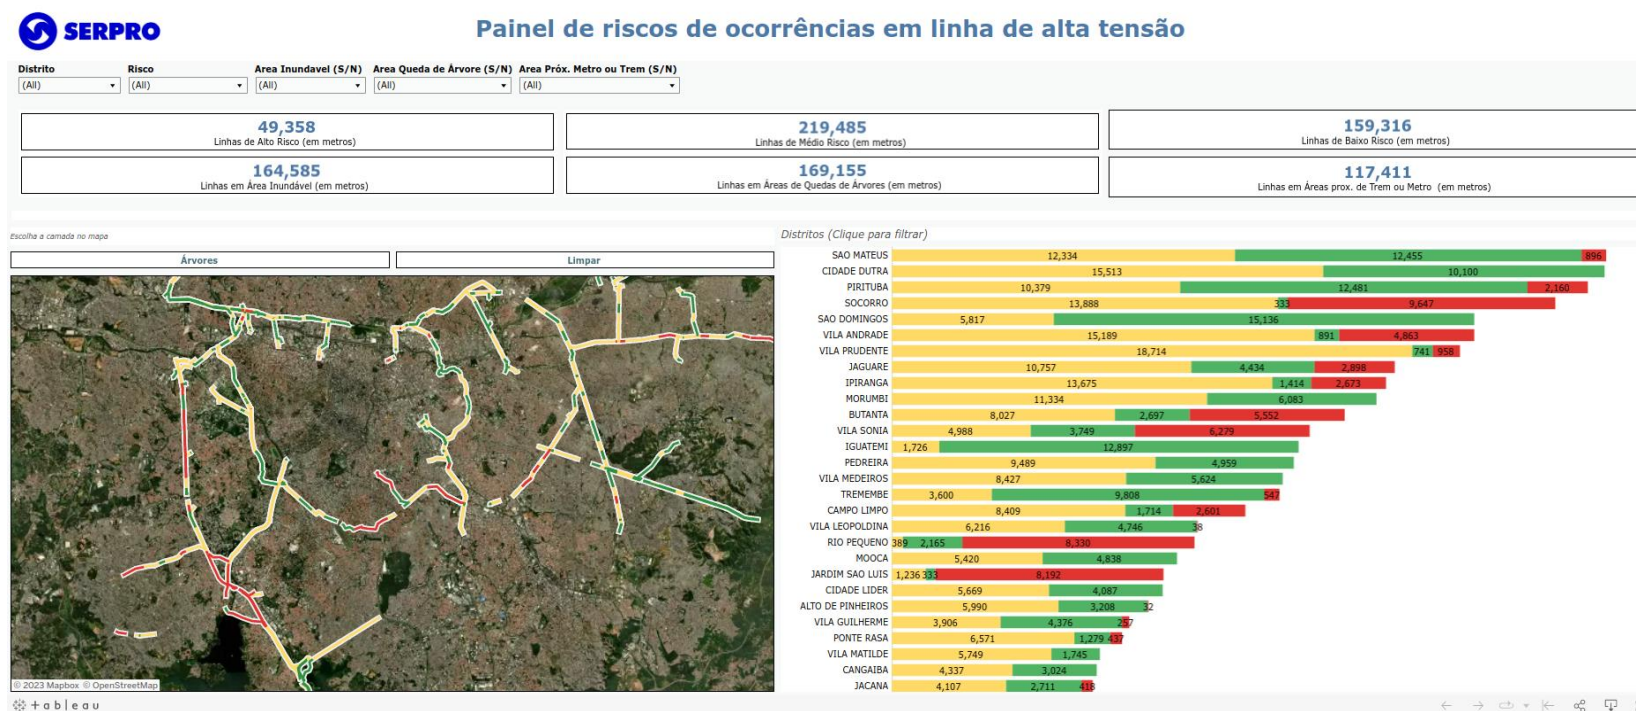 SERPRO
Painel de riscos de ocorrências em linha de alta tensão
Distrito Risco Area Inundavel (S/N) Area Queda de Árvore (S/N) Area Próx. Metro ou Trem (S/N)
(All) (All) (All) (All) (All)
49,358 219,485 159,316
Linhas de Alto Risco (em metros) Linhas de Médio Risco (em metros) Linhas de Baixo Risco (em metros)
164,585 169,155 117,411
Linhas em Área Inundável (em metros) Linhas em Áreas de Quedas de Árvores (em metros) Linhas em Áreas prox. de Trem ou Metro (em metros)
Escolha a camada no mapa
Árvores Limpar
© 2023 Mapbox © OpenStreetMap
Distritos (Clique para filtrar)
SAO MATEUS 12,334 12,455 896
CIDADE DUTRA 15,513 10,100
PIRITUBA 10,379 12,481 2,160
SOCORRO 13,888 333 9,647
SAO DOMINGOS 5,817 15,136
VILA ANDRADE 15,189 891 4,863
VILA PRUDENTE 18,714 741 958
JAGUARE 10,757 4,434 2,898
IPIRANGA 13,675 1,414 2,673
MORUMBI 11,334 6,083
BUTANTA 8,027 2,697 5,552
VILA SONIA 4,988 3,749 6,279
IGUATEMI 1,726 12,897
PEDREIRA 9,489 4,959
VILA MEDEIROS 8,427 5,624
TREMEMBE 3,600 9,808 547
CAMPO LIMPO 8,409 1,714 2,601
VILA LEOPOLDINA 6,216 4,746 38
RIO PEQUENO 389 2,165 8,330
MOOCA 5,420 4,838
JARDIM SAO LUIS 1,236 333 8,192
CIDADE LIDER 5,669 4,087
ALTO DE PINHEIROS 5,990 3,208 32
VILA GUILHERME 3,906 4,376 257
PONTE RASA 6,571 1,279 437
VILA MATILDE 5,749 1,745
CANGAIBA 4,337 3,024
JACANA 4,107 2,711 418
+ableau